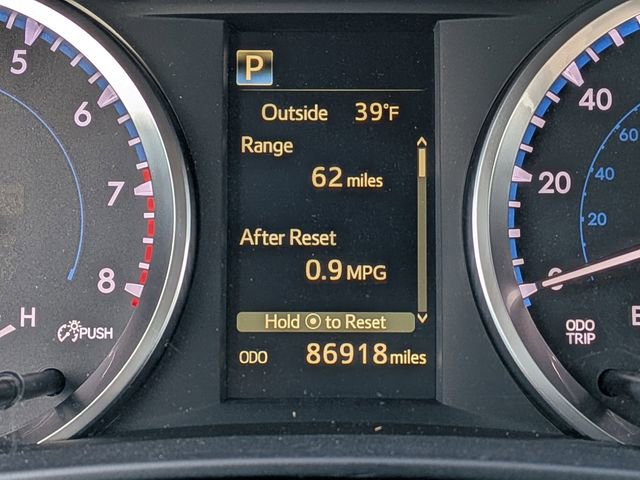 P
Outside 39°F
Range
62 miles
After Reset
0.9 MPG
Hold to Reset
ODO 86918 miles
5
6
7
8
H
PUSH
40
20
0
60
40
20
ODO
TRIP
E